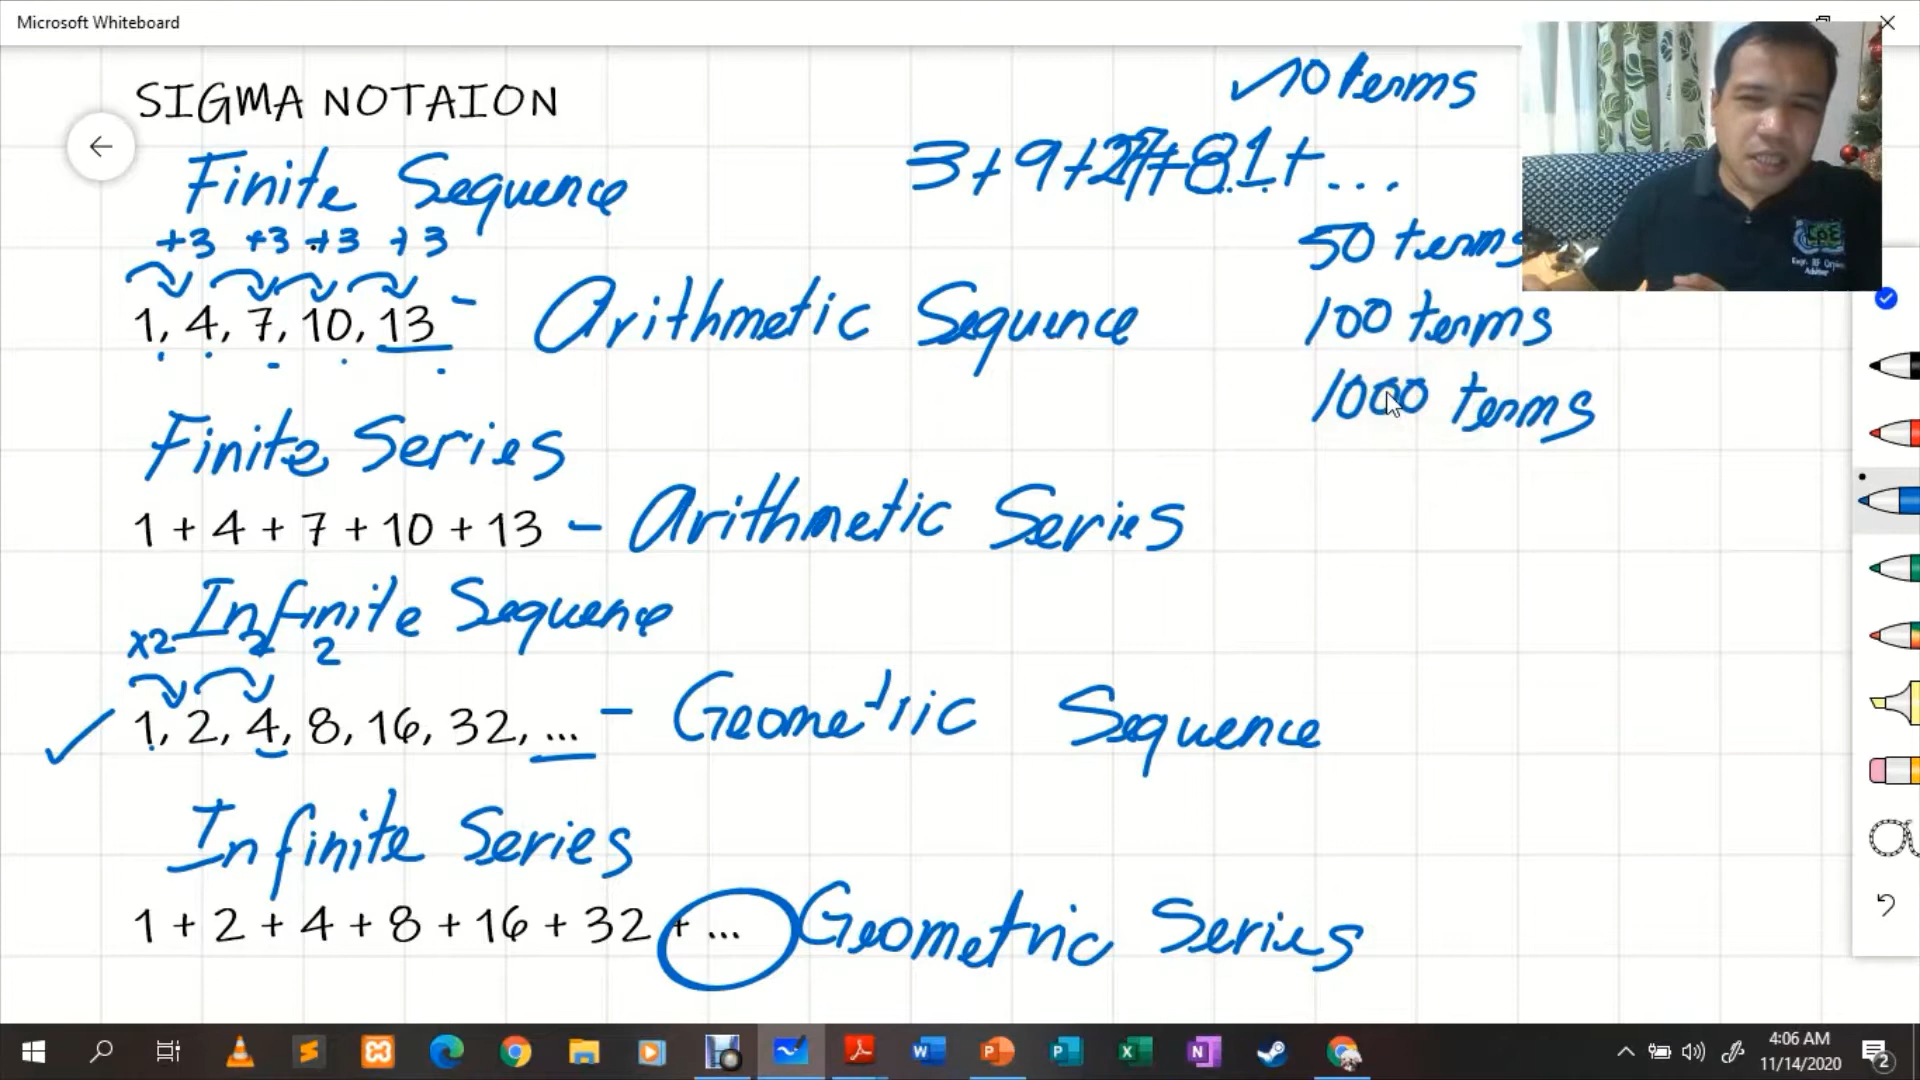 Microsoft Whiteboard
SIGMA NOTAION
✓10 terms
3+9+27+81+...
Finite Sequence
+3 +3 +3 +3
50 terms
1, 4, 7, 10, 13 - Arithmetic Sequence
100 terms
1000 terms
Finite Series
1 + 4 + 7 + 10 + 13 - Arithmetic Series
Infinite Sequence
x2 2 2
✓ 1, 2, 4, 8, 16, 32, ... - Geometric Sequence
Infinite Series
1 + 2 + 4 + 8 + 16 + 32 + ... Geometric Series
4:06 AM
11/14/2020
2